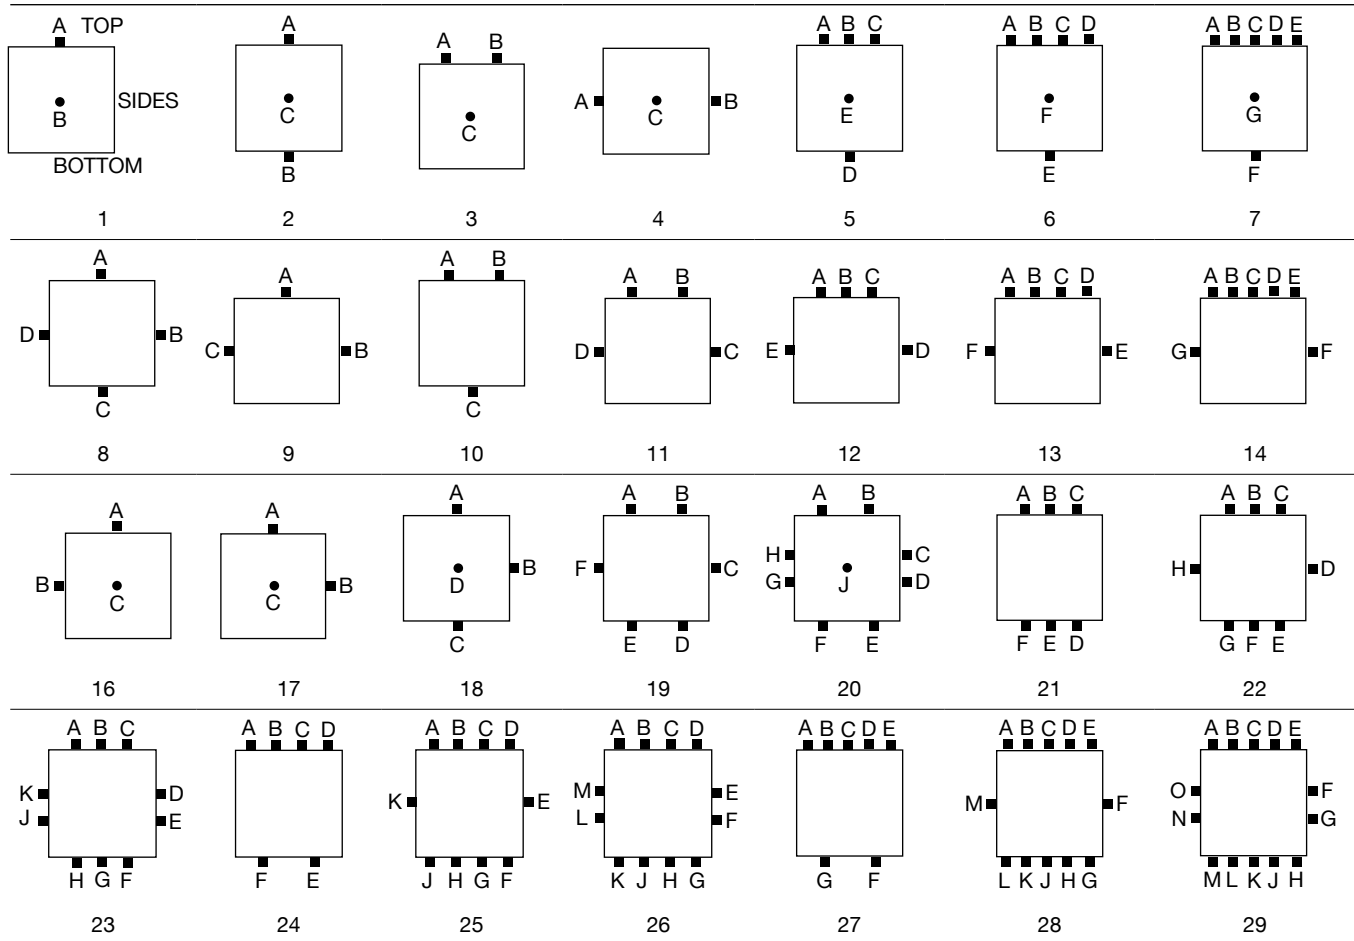 A TOP
SIDES
B
BOTTOM
1
A
C
B
2
A B
C
3
A B
C
4
A B C
E
D
5
A B C D
F
E
6
A B C D E
G
F
7
A
D B
C
8
A
C B
9
A B
C
10
A B
D C
11
A B C
E D
12
A B C D
F E
13
A B C D E
G F
14
A
B
C
16
A
B
C
17
A
B
D
C
18
A B
F C
E D
19
A B
H C
G D
J
F E
20
A B C
F E D
21
A B C
H D
G F E
22
A B C
K D
J E
H G F
23
A B C D
F E
24
A B C D
K E
J H G F
25
A B C D
M E
L F
K J H G
26
A B C D E
G F
27
A B C D E
M F
L K J H G
28
A B C D E
O F
N G
M L K J H
29